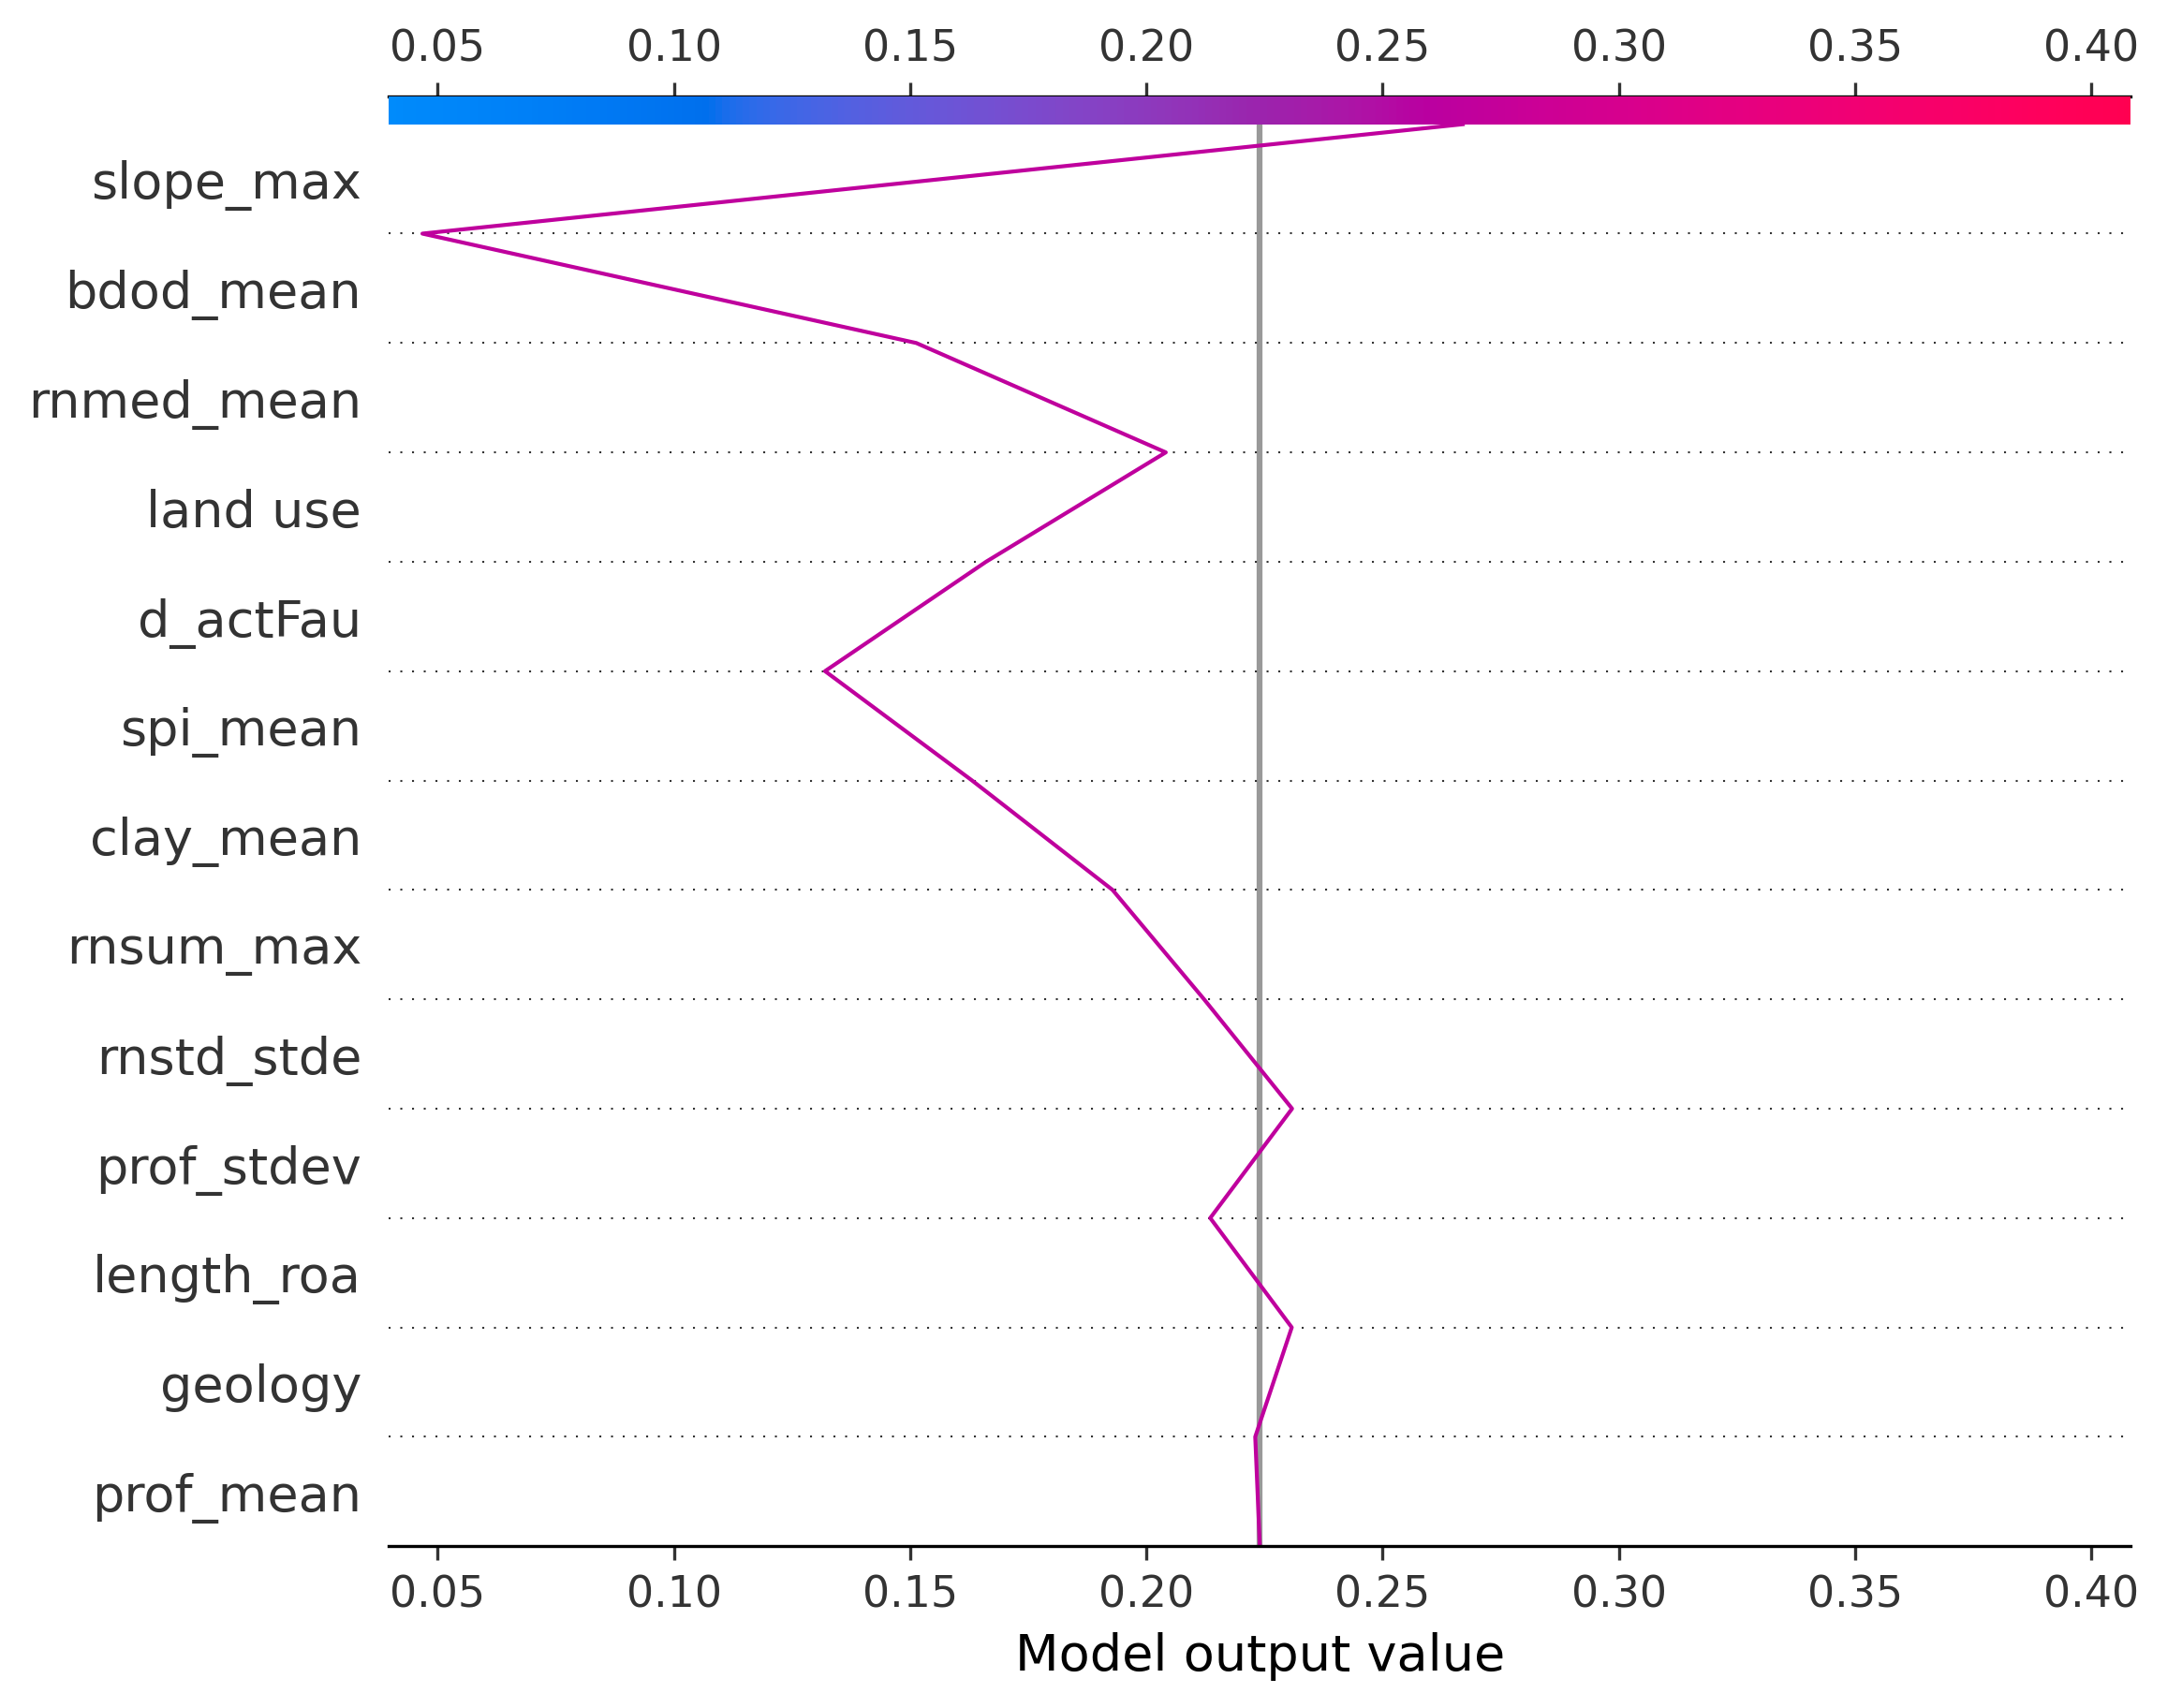 0.05 0.10 0.15 0.20 0.25 0.30 0.35 0.40
slope_max
bdod_mean
rnmed_mean
land use
d_actFau
spi_mean
clay_mean
rnsum_max
rnstd_stde
prof_stdev
length_roa
geology
prof_mean
0.05 0.10 0.15 0.20 0.25 0.30 0.35 0.40
Model output value